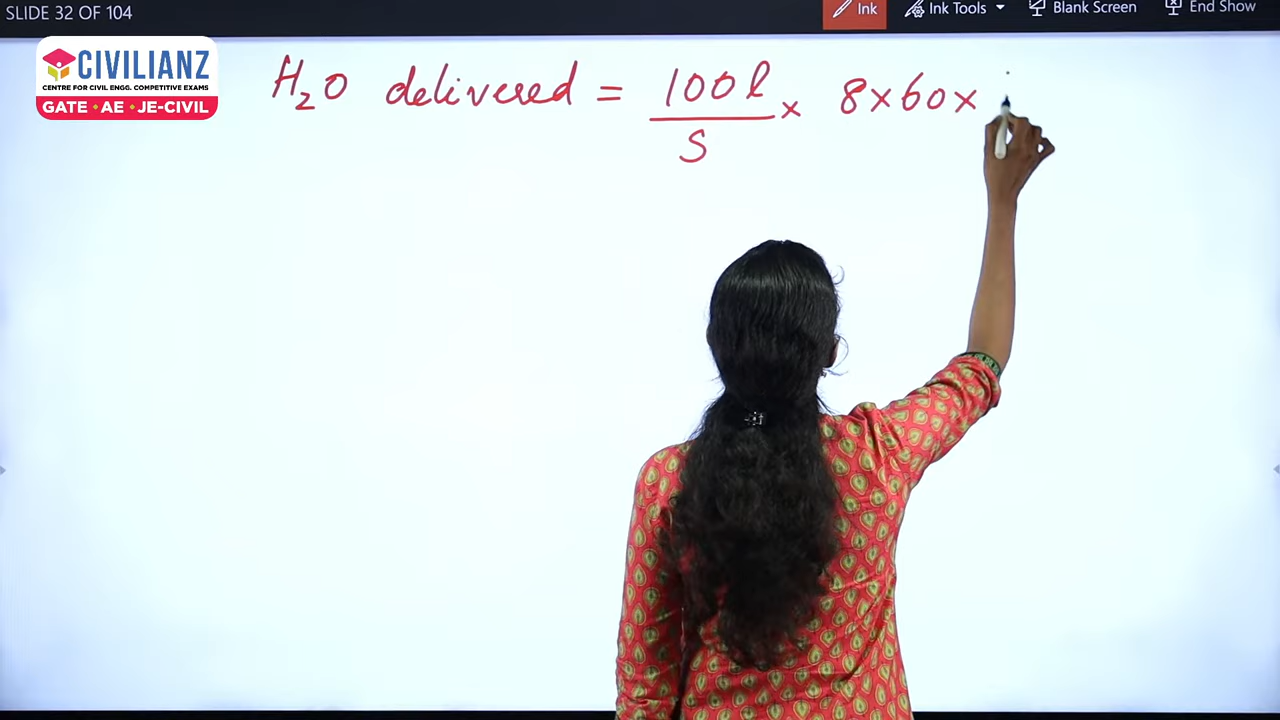 SLIDE 32 OF 104
Ink
Ink Tools
Blank Screen
End Show
CIVILIANZ
CENTRE FOR CIVIL ENGG. COMPETITIVE EXAMS
GATE • AE • JE-CIVIL
H₂O delivered = 100 l / s × 8×60×